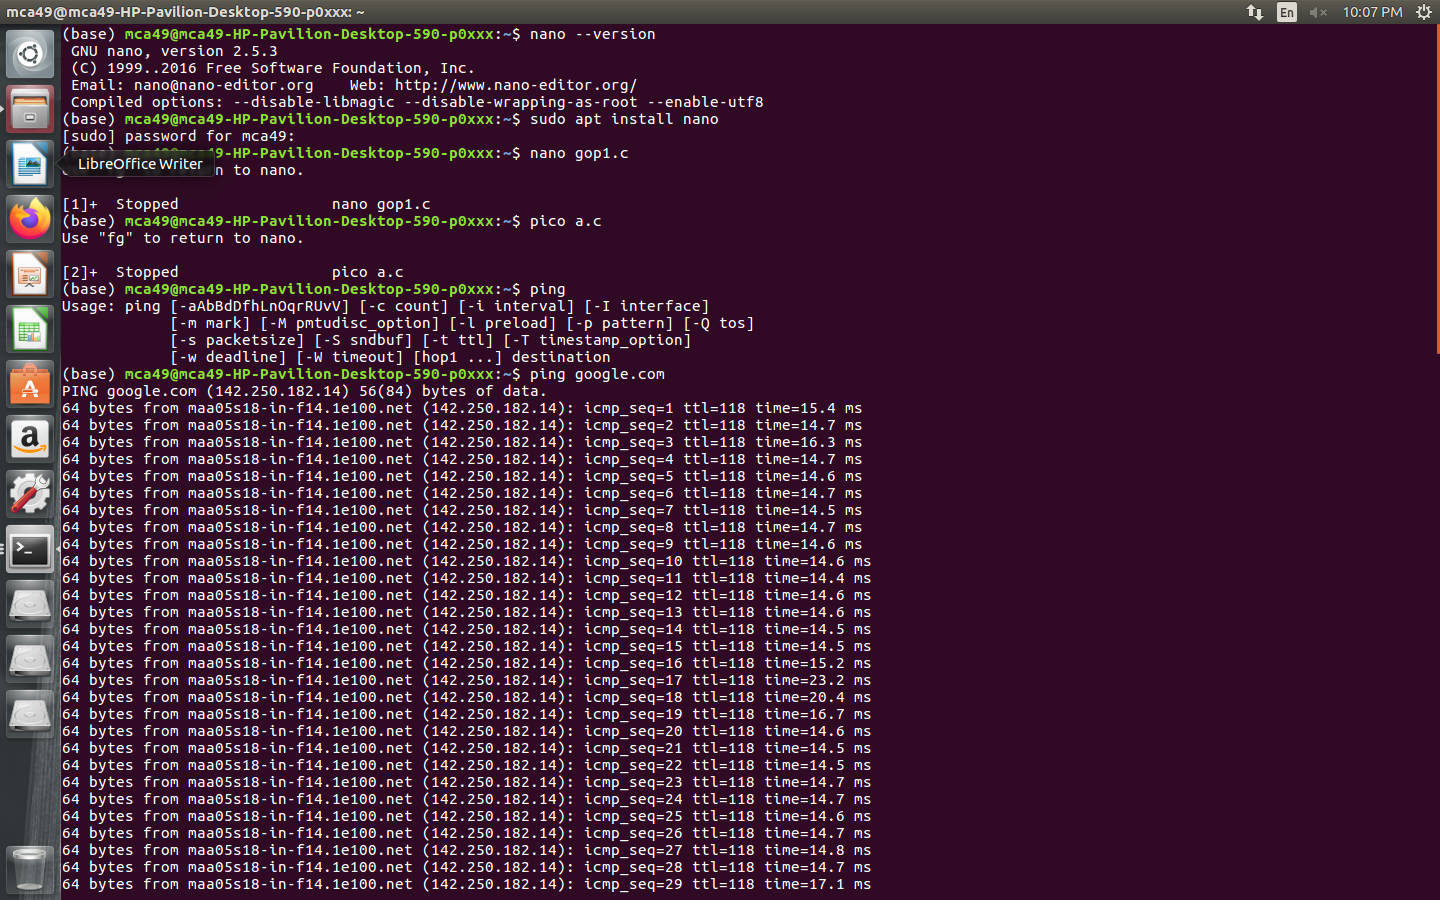 mca49@mca49-HP-Pavilion-Desktop-590-p0xxx: ~
En
10:07 PM
(base) mca49@mca49-HP-Pavilion-Desktop-590-p0xxx:~$ nano --version
GNU nano, version 2.5.3
(C) 1999..2016 Free Software Foundation, Inc.
Email: nano@nano-editor.org    Web: http://www.nano-editor.org/
Compiled options: --disable-libmagic --disable-wrapping-as-root --enable-utf8
(base) mca49@mca49-HP-Pavilion-Desktop-590-p0xxx:~$ sudo apt install nano
[sudo] password for mca49:
(base) mca49@mca49-HP-Pavilion-Desktop-590-p0xxx:~$ nano gop1.c
LibreOffice Writer
to return to nano.
[1]+  Stopped                 nano gop1.c
(base) mca49@mca49-HP-Pavilion-Desktop-590-p0xxx:~$ pico a.c
Use "fg" to return to nano.
[2]+  Stopped                 pico a.c
(base) mca49@mca49-HP-Pavilion-Desktop-590-p0xxx:~$ ping
Usage: ping [-aAbBdDfhLnOqrRUvV] [-c count] [-i interval] [-I interface]
[-m mark] [-M pmtudisc_option] [-l preload] [-p pattern] [-Q tos]
[-s packetsize] [-S sndbuf] [-t ttl] [-T timestamp_option]
[-w deadline] [-W timeout] [hop1 ...] destination
(base) mca49@mca49-HP-Pavilion-Desktop-590-p0xxx:~$ ping google.com
PING google.com (142.250.182.14) 56(84) bytes of data.
64 bytes from maa05s18-in-f14.1e100.net (142.250.182.14): icmp_seq=1 ttl=118 time=15.4 ms
64 bytes from maa05s18-in-f14.1e100.net (142.250.182.14): icmp_seq=2 ttl=118 time=14.7 ms
64 bytes from maa05s18-in-f14.1e100.net (142.250.182.14): icmp_seq=3 ttl=118 time=16.3 ms
64 bytes from maa05s18-in-f14.1e100.net (142.250.182.14): icmp_seq=4 ttl=118 time=14.7 ms
64 bytes from maa05s18-in-f14.1e100.net (142.250.182.14): icmp_seq=5 ttl=118 time=14.6 ms
64 bytes from maa05s18-in-f14.1e100.net (142.250.182.14): icmp_seq=6 ttl=118 time=14.7 ms
64 bytes from maa05s18-in-f14.1e100.net (142.250.182.14): icmp_seq=7 ttl=118 time=14.5 ms
64 bytes from maa05s18-in-f14.1e100.net (142.250.182.14): icmp_seq=8 ttl=118 time=14.7 ms
64 bytes from maa05s18-in-f14.1e100.net (142.250.182.14): icmp_seq=9 ttl=118 time=14.6 ms
64 bytes from maa05s18-in-f14.1e100.net (142.250.182.14): icmp_seq=10 ttl=118 time=14.6 ms
64 bytes from maa05s18-in-f14.1e100.net (142.250.182.14): icmp_seq=11 ttl=118 time=14.4 ms
64 bytes from maa05s18-in-f14.1e100.net (142.250.182.14): icmp_seq=12 ttl=118 time=14.6 ms
64 bytes from maa05s18-in-f14.1e100.net (142.250.182.14): icmp_seq=13 ttl=118 time=14.6 ms
64 bytes from maa05s18-in-f14.1e100.net (142.250.182.14): icmp_seq=14 ttl=118 time=14.5 ms
64 bytes from maa05s18-in-f14.1e100.net (142.250.182.14): icmp_seq=15 ttl=118 time=14.5 ms
64 bytes from maa05s18-in-f14.1e100.net (142.250.182.14): icmp_seq=16 ttl=118 time=15.2 ms
64 bytes from maa05s18-in-f14.1e100.net (142.250.182.14): icmp_seq=17 ttl=118 time=23.2 ms
64 bytes from maa05s18-in-f14.1e100.net (142.250.182.14): icmp_seq=18 ttl=118 time=20.4 ms
64 bytes from maa05s18-in-f14.1e100.net (142.250.182.14): icmp_seq=19 ttl=118 time=16.7 ms
64 bytes from maa05s18-in-f14.1e100.net (142.250.182.14): icmp_seq=20 ttl=118 time=14.6 ms
64 bytes from maa05s18-in-f14.1e100.net (142.250.182.14): icmp_seq=21 ttl=118 time=14.5 ms
64 bytes from maa05s18-in-f14.1e100.net (142.250.182.14): icmp_seq=22 ttl=118 time=14.5 ms
64 bytes from maa05s18-in-f14.1e100.net (142.250.182.14): icmp_seq=23 ttl=118 time=14.7 ms
64 bytes from maa05s18-in-f14.1e100.net (142.250.182.14): icmp_seq=24 ttl=118 time=14.7 ms
64 bytes from maa05s18-in-f14.1e100.net (142.250.182.14): icmp_seq=25 ttl=118 time=14.6 ms
64 bytes from maa05s18-in-f14.1e100.net (142.250.182.14): icmp_seq=26 ttl=118 time=14.7 ms
64 bytes from maa05s18-in-f14.1e100.net (142.250.182.14): icmp_seq=27 ttl=118 time=14.8 ms
64 bytes from maa05s18-in-f14.1e100.net (142.250.182.14): icmp_seq=28 ttl=118 time=14.7 ms
64 bytes from maa05s18-in-f14.1e100.net (142.250.182.14): icmp_seq=29 ttl=118 time=17.1 ms